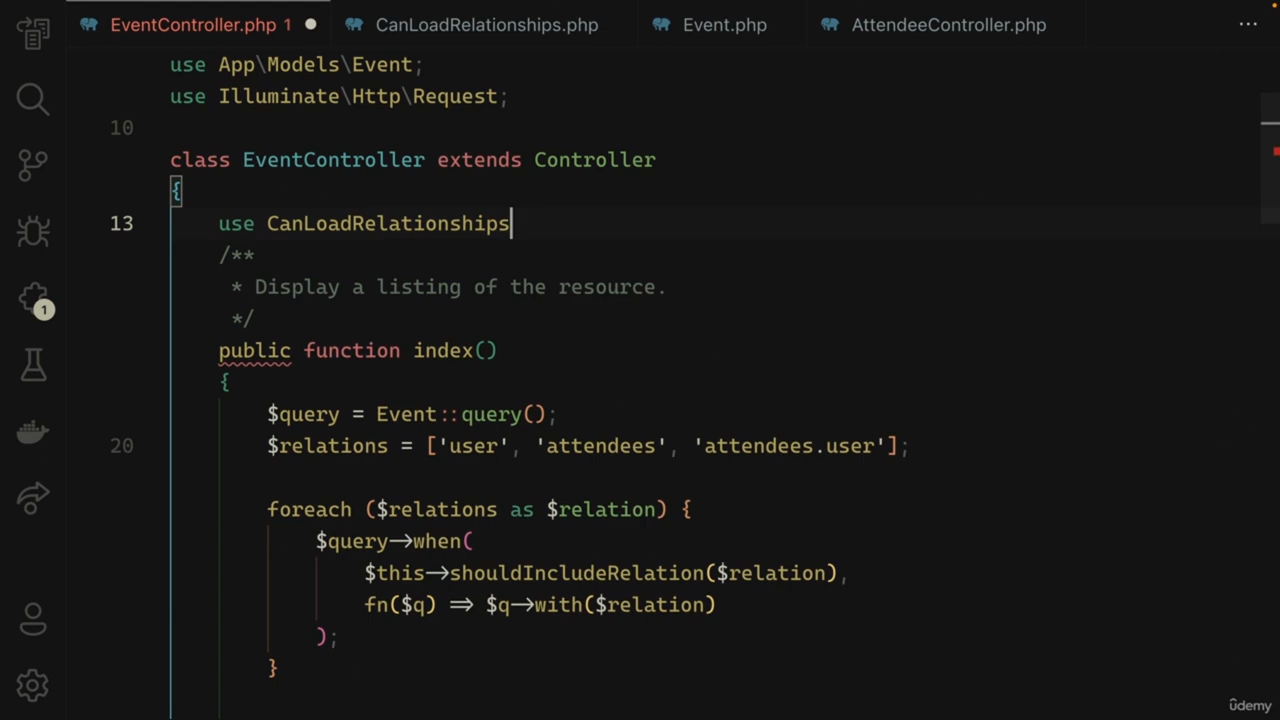 EventController.php 1
CanLoadRelationships.php
Event.php
AttendeeController.php
use App\Models\Event;
use Illuminate\Http\Request;
10
class EventController extends Controller
{
13 use CanLoadRelationships
/**
* Display a listing of the resource.
*/
public function index()
{
$query = Event::query();
20 $relations = ['user', 'attendees', 'attendees.user'];
foreach ($relations as $relation) {
$query->when(
$this->shouldIncludeRelation($relation),
fn($q) => $q->with($relation)
);
}
1
ûdemy